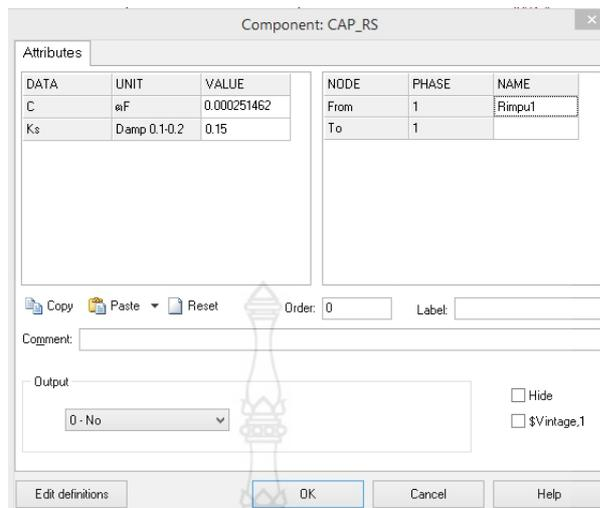 Component: CAP_RS
Attributes
DATA UNIT VALUE
C ๓F 0.000251462
Ks Damp 0.1-0.2 0.15
NODE PHASE NAME
From 1 Rimpu1
To 1
Copy Paste Reset Order: 0 Label:
Comment:
Output
0 - No
Hide
$Vintage,1
Edit definitions OK Cancel Help